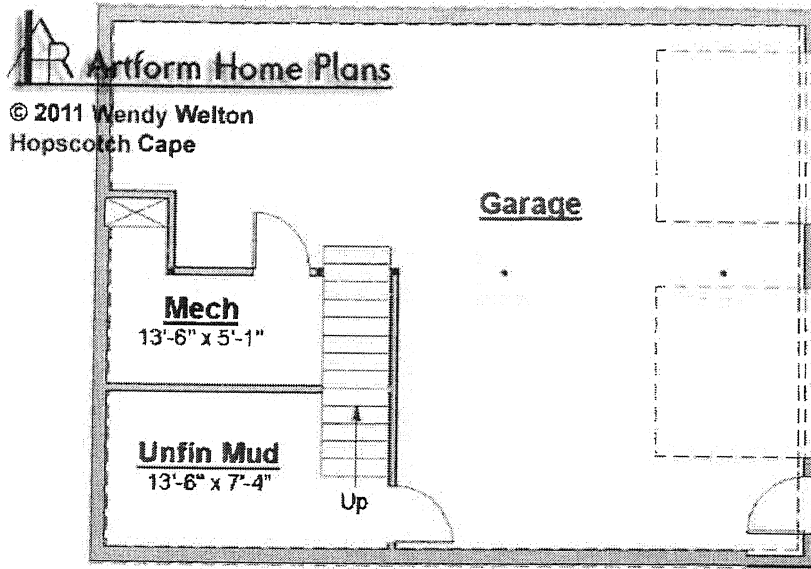 Artform Home Plans
© 2011 Wendy Welton
Hopscotch Cape
Garage
Mech
13'-6" x 5'-1"
Unfin Mud
13'-6" x 7'-4"
Up